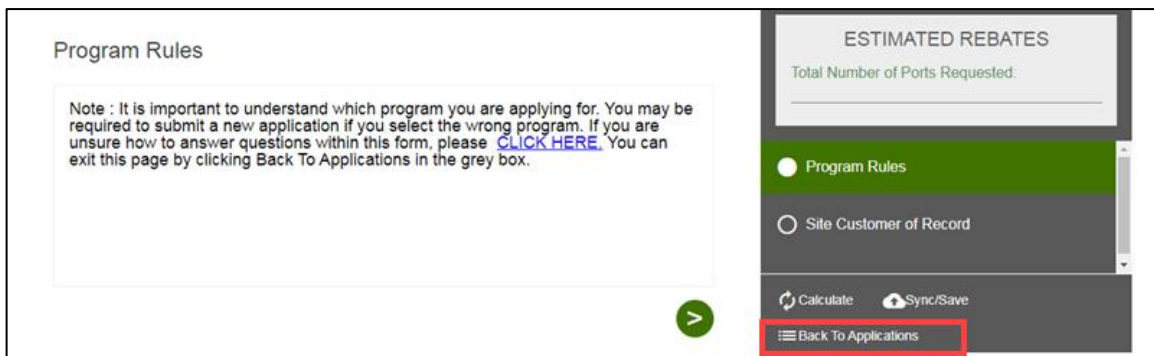 Program Rules
Note : It is important to understand which program you are applying for. You may be
required to submit a new application if you select the wrong program. If you are
unsure how to answer questions within this form, please CLICK HERE. You can
exit this page by clicking Back To Applications in the grey box.
>
ESTIMATED REBATES
Total Number of Ports Requested:
Program Rules
Site Customer of Record
Calculate Sync/Save
Back To Applications